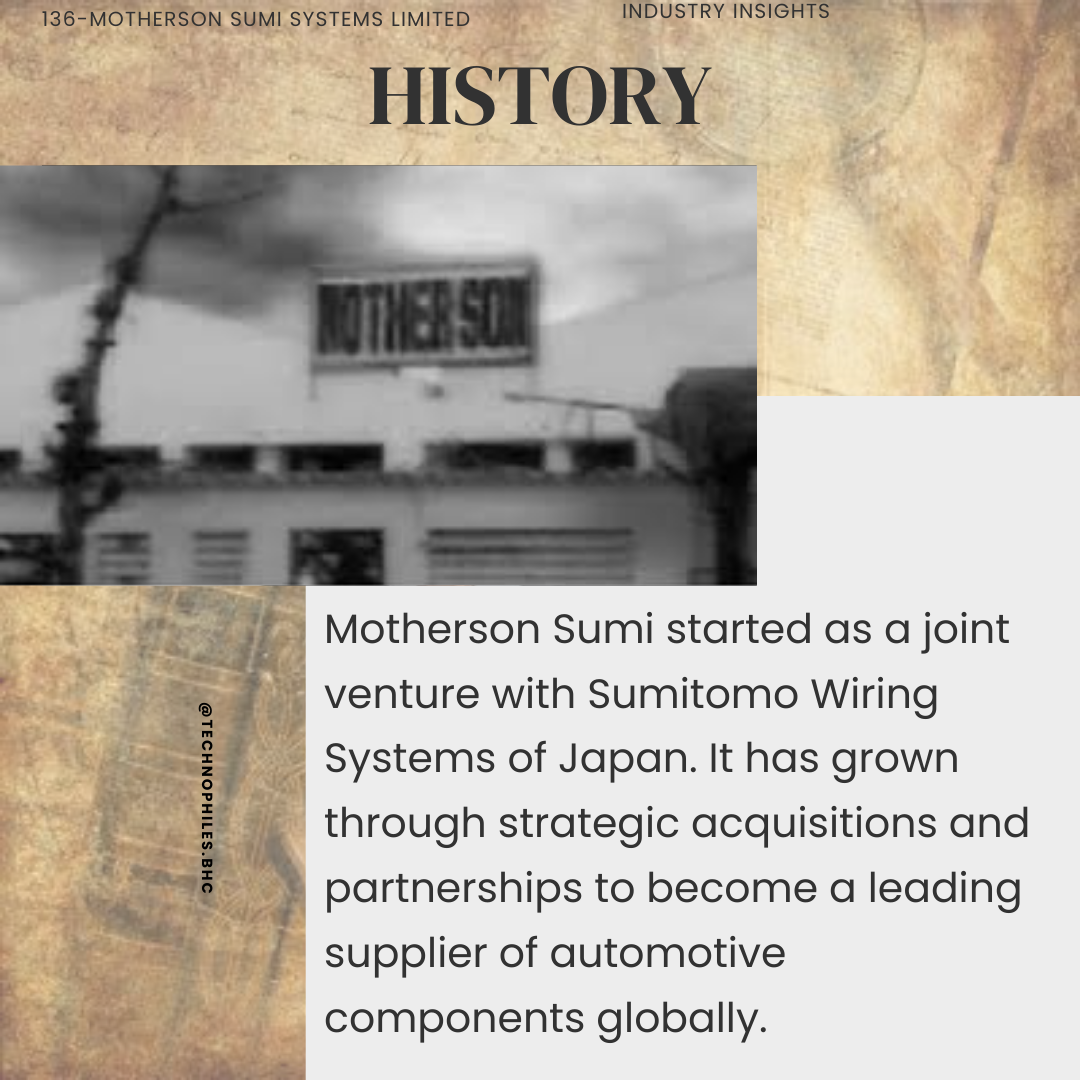 136-MOTHERSON SUMI SYSTEMS LIMITED
INDUSTRY INSIGHTS
HISTORY
MOTHER SON
@TECHNOPHILES.BHC
Motherson Sumi started as a joint
venture with Sumitomo Wiring
Systems of Japan. It has grown
through strategic acquisitions and
partnerships to become a leading
supplier of automotive
components globally.